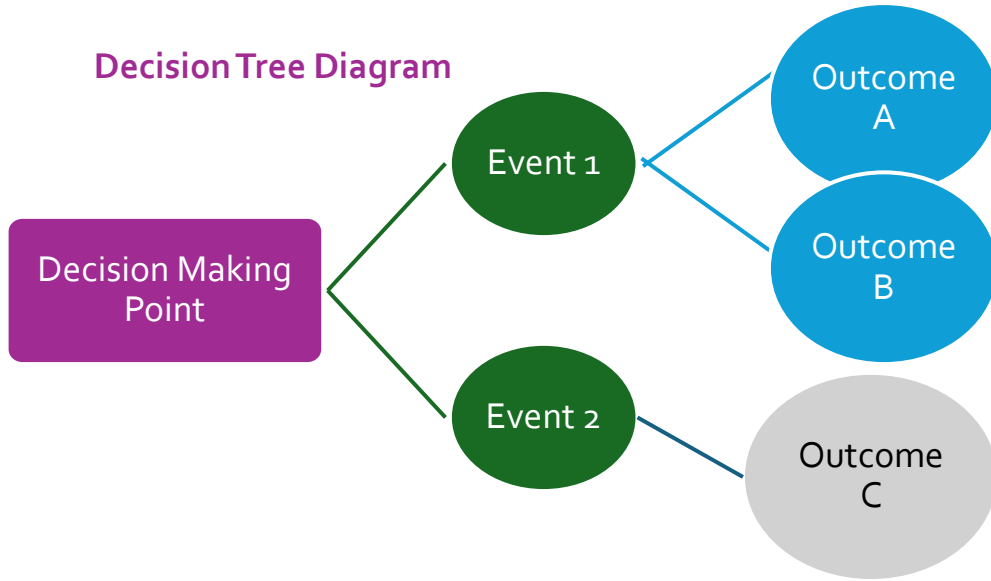 Decision Tree Diagram
Decision Making
Point
Event 1
Event 2
Outcome
A
Outcome
B
Outcome
C